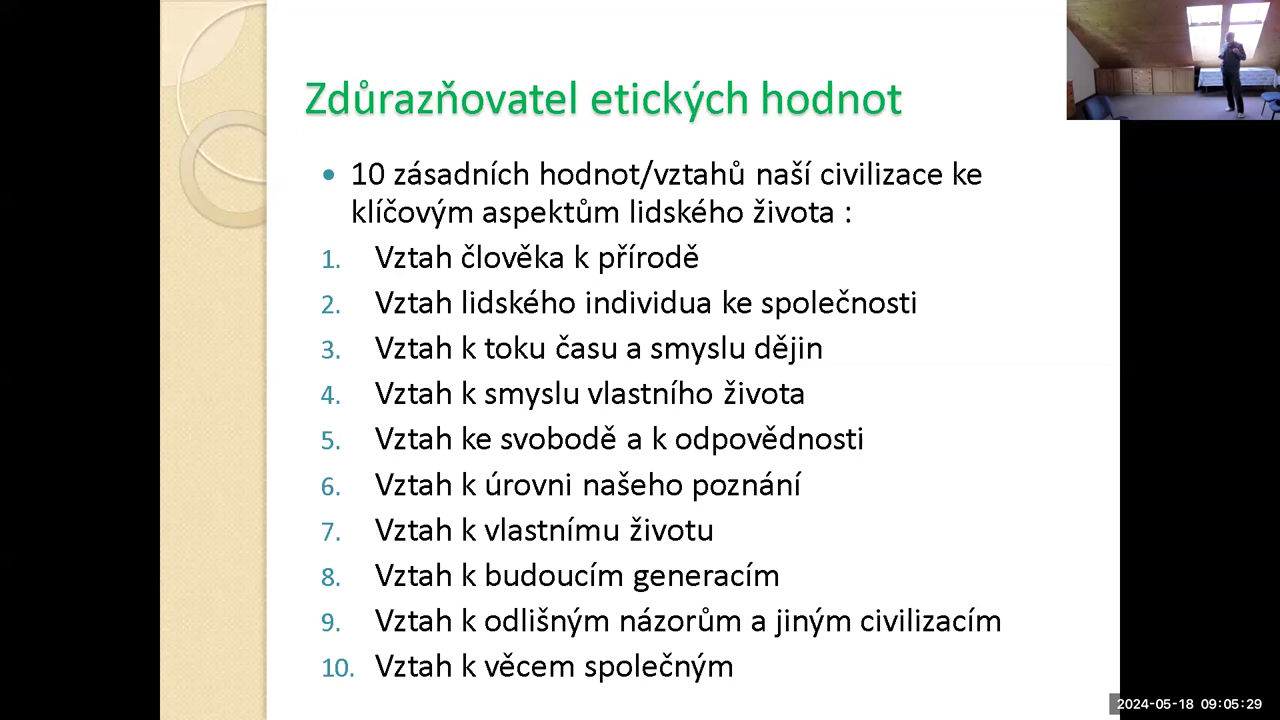 Zdůrazňovatel etických hodnot
• 10 zásadních hodnot/vztahů naší civilizace ke
klíčovým aspektům lidského života :
1. Vztah člověka k přírodě
2. Vztah lidského individua ke společnosti
3. Vztah k toku času a smyslu dějin
4. Vztah k smyslu vlastního života
5. Vztah ke svobodě a k odpovědnosti
6. Vztah k úrovni našeho poznání
7. Vztah k vlastnímu životu
8. Vztah k budoucím generacím
9. Vztah k odlišným názorům a jiným civilizacím
10. Vztah k věcem společným
2024-05-18 09:05:29